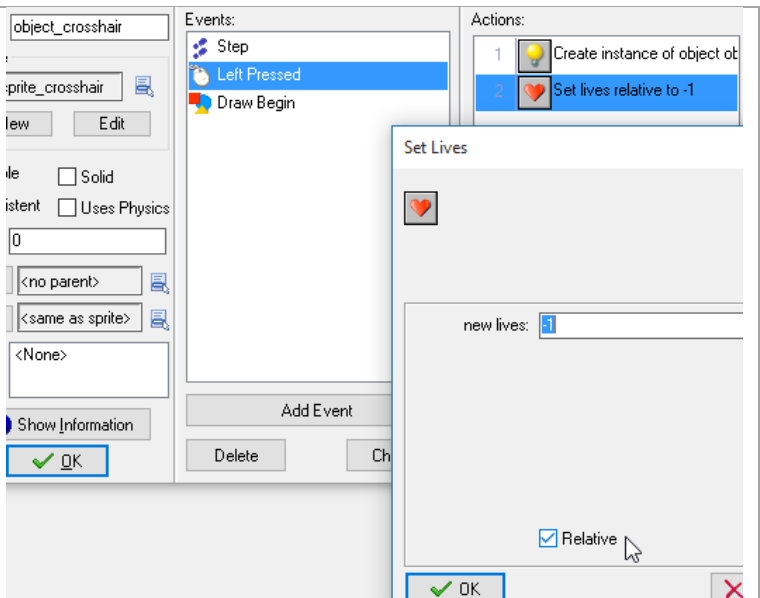 object_crosshair
sprite_crosshair
Edit
Solid
Uses Physics
0
<no parent>
<same as sprite>
<None>
Show Information
OK
Events:
Step
Left Pressed
Draw Begin
Add Event
Delete
Ch
Actions:
1 Create instance of object ob
2 Set lives relative to -1
Set Lives
new lives: -1
Relative
OK